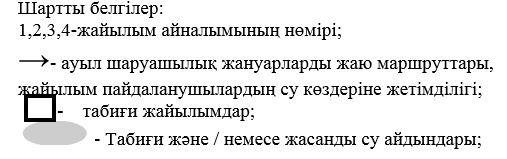 Шартты белгілер:
1,2,3,4-жайылым айналымының нөмірі;
→- ауыл шаруашылық жануарларды жаю маршруттары,
жайылым пайдаланушылардың су көздеріне жетімділігі;
- табиғи жайылымдар;
- Табиғи және / немесе жасанды су айдындары;